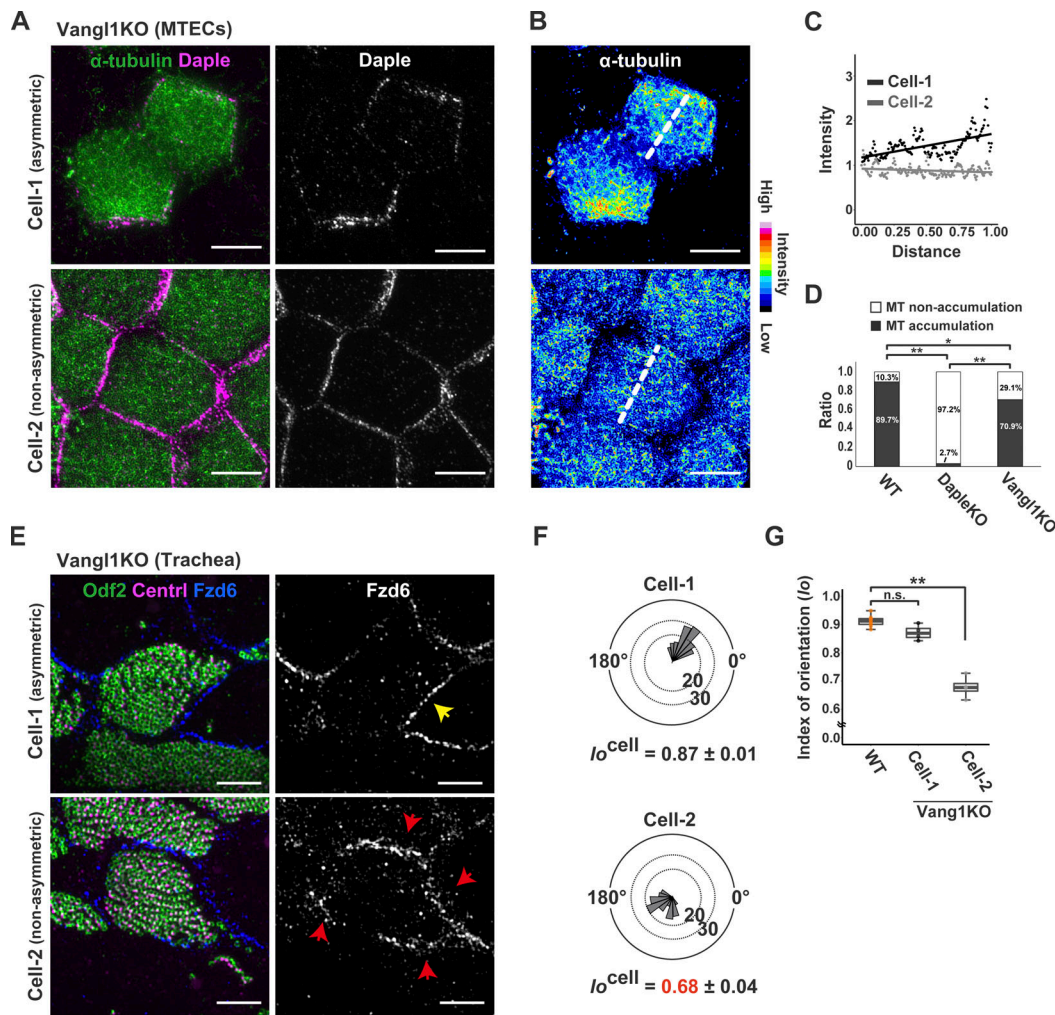 A
Vangl1KO (MTECs)
α-tubulin Daple
Daple
Cell-1 (asymmetric)
Cell-2 (non-asymmetric)
B
α-tubulin
High
Intensity
Low
C
3
2
1
0
Intensity
Cell-1
Cell-2
0.00 0.25 0.50 0.75 1.00
Distance
D
MT non-accumulation
MT accumulation
*
** **
1.0
0.8
0.6
0.4
0.2
0
Ratio
10.3%
89.7%
97.2%
2.7%
29.1%
70.9%
WT
DapleKO
Vangl1KO
E
Vangl1KO (Trachea)
Odf2 Centrl Fzd6
Fzd6
Cell-1 (asymmetric)
Cell-2 (non-asymmetric)
F
Cell-1
180° 0°
20
30
Io cell = 0.87 ± 0.01
Cell-2
180° 0°
20
30
Io cell = 0.68 ± 0.04
G
Index of orientation (Io)
1.0
0.9
0.7
0.6
0.0
**
n.s.
WT
Cell-1
Cell-2
Vang1KO